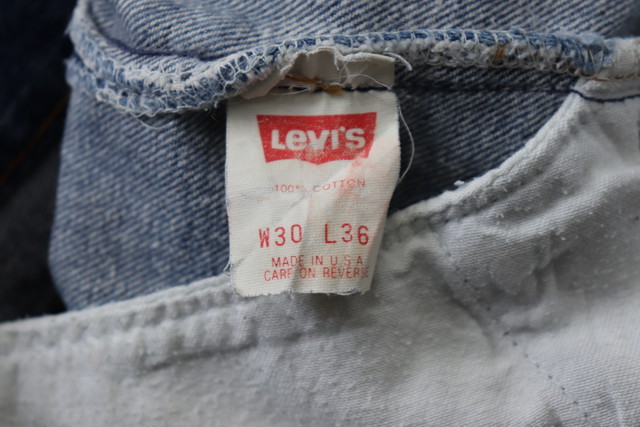 LEVI'S
100% COTTON
W30 L36
MADE IN U S A
CARE ON REVERSE